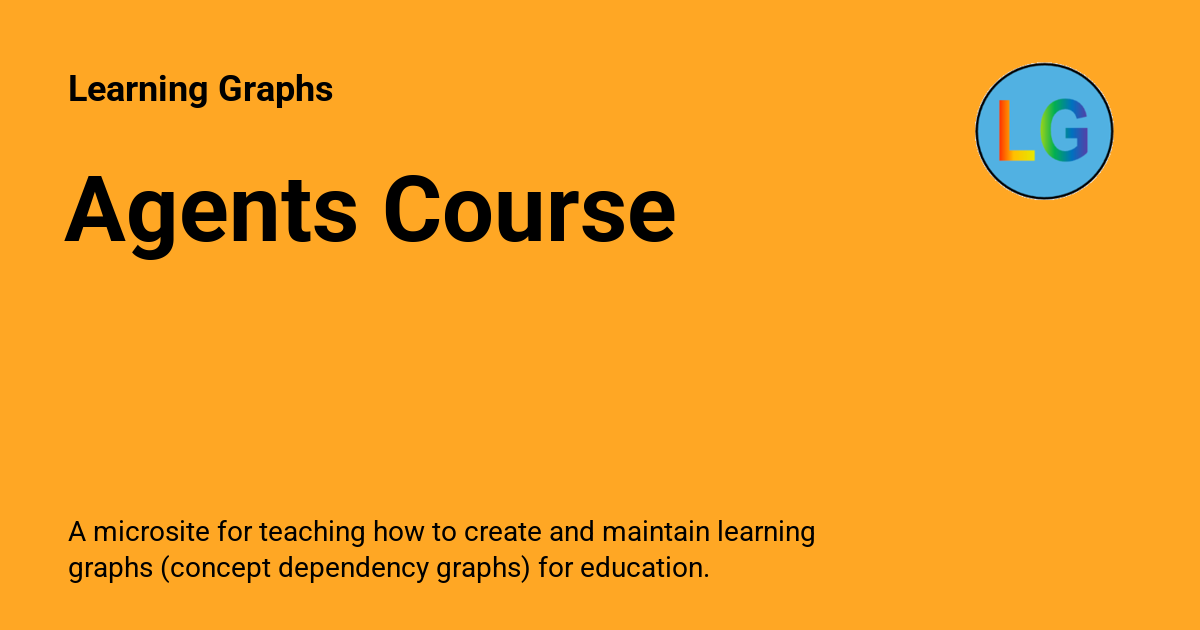 Learning Graphs
LG
Agents Course
A microsite for teaching how to create and maintain learning
graphs (concept dependency graphs) for education.